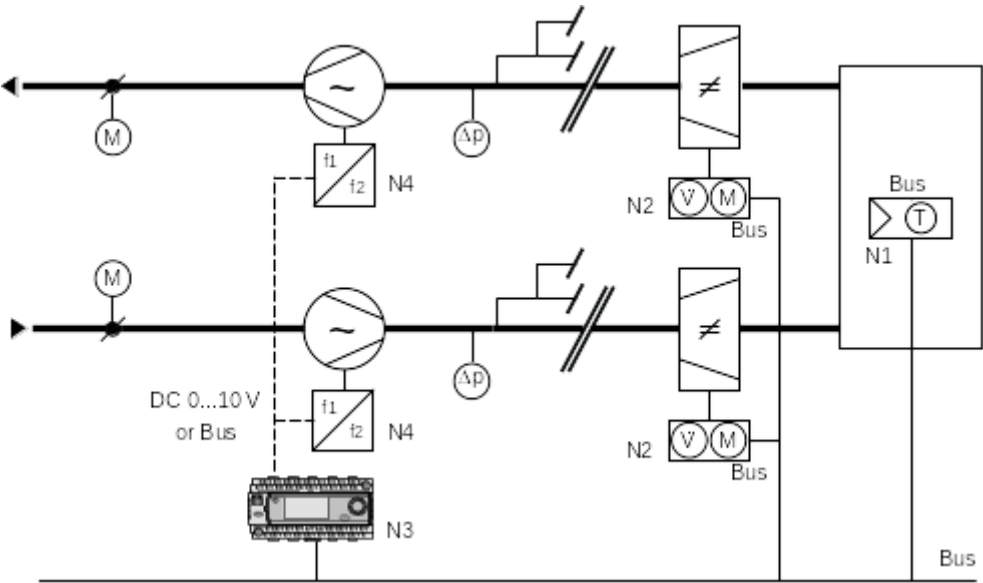 M
~
f1
f2
N4
Δp
≠
V
M
N2
Bus
Bus
T
N1
M
~
f1
f2
N4
Δp
≠
V
M
N2
Bus
DC 0...10 V
or Bus
N3
Bus